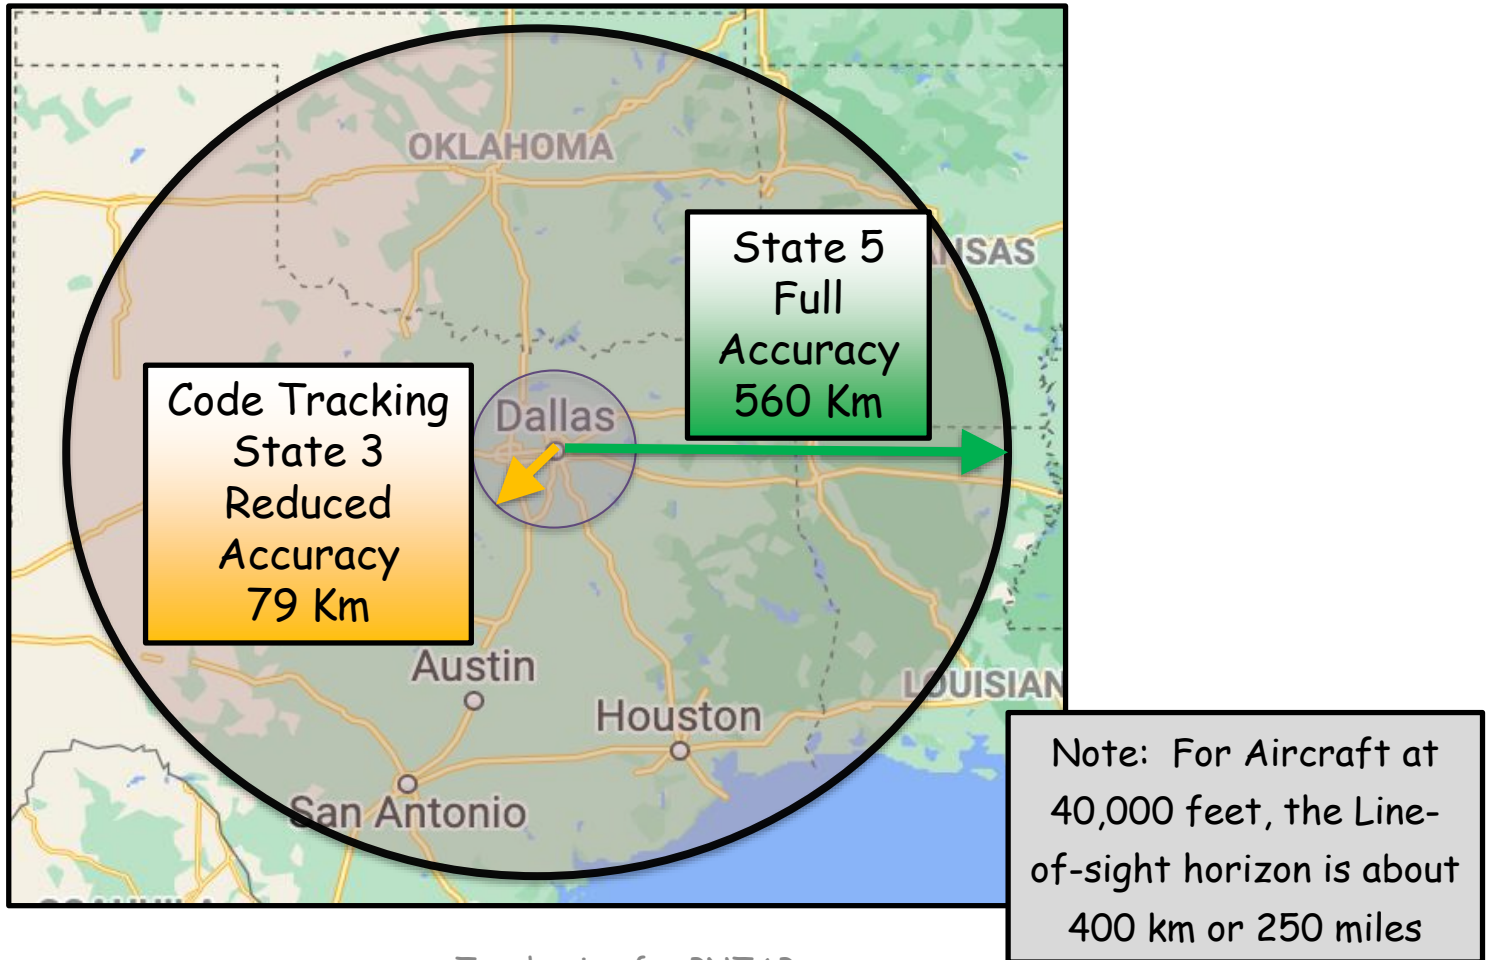 OKLAHOMA
State 5
Full
Accuracy
560 Km
Code Tracking
State 3
Reduced
Accuracy
79 Km
Dallas
Austin
Houston
San Antonio
LOUISIAN
Note: For Aircraft at
40,000 feet, the Line-
of-sight horizon is about
400 km or 250 miles